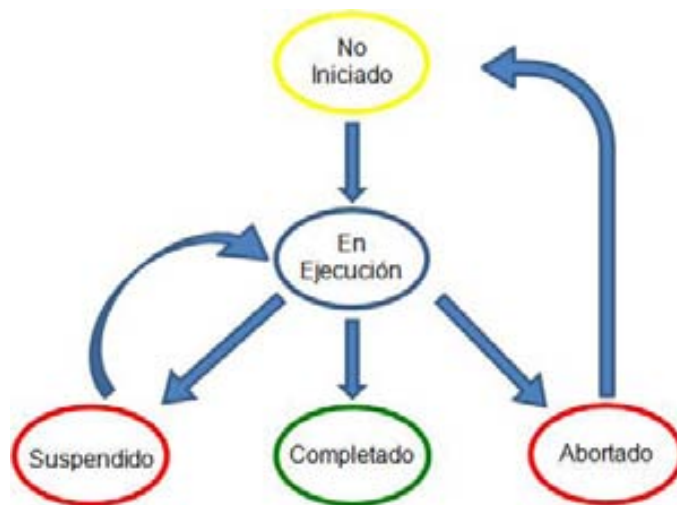 No
Iniciado
En
Ejecución
Suspendido
Completado
Abortado